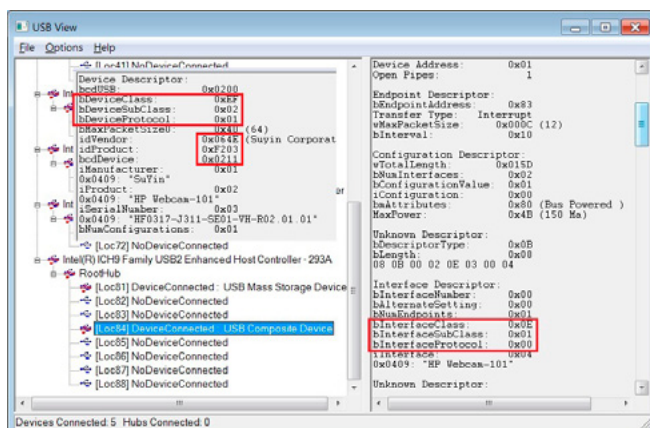 USB View
File Options Help
[Loc41] NoDeviceConnected
Device Descriptor:
bcdUSB: 0x0200
bDeviceClass: 0xEF
bDeviceSubClass: 0x02
bDeviceProtocol: 0x01
bMaxPacketSize0: 0x40 (64)
idVendor: 0x064E (Suyin Corporat
idProduct: 0xF203
bcdDevice: 0x0211
iManufacturer: 0x01
0x0409: "SuYin"
iProduct: 0x02
0x0409: "HP Webcam-101"
iSerialNumber: 0x03
0x0409: "HF0317-J311-SE01-VH-R02.01.01"
bNumConfigurations: 0x01
Int
Int
Int
er
[Loc72] NoDeviceConnected
Intel(R) ICH9 Family USB2 Enhanced Host Controller - 293A
RootHub
[Loc81] DeviceConnected : USB Mass Storage Device
[Loc82] NoDeviceConnected
[Loc83] NoDeviceConnected
[Loc84] DeviceConnected : USB Composite Device
[Loc85] NoDeviceConnected
[Loc86] NoDeviceConnected
[Loc87] NoDeviceConnected
[Loc88] NoDeviceConnected
Device Address: 0x01
Open Pipes: 1
Endpoint Descriptor:
bEndpointAddress: 0x83
Transfer Type: Interrupt
wMaxPacketSize: 0x000C (12)
bInterval: 0x10
Configuration Descriptor:
wTotalLength: 0x015D
bNumInterfaces: 0x02
bConfigurationValue: 0x01
iConfiguration: 0x00
bmAttributes: 0x80 (Bus Powered )
MaxPower: 0x4B (150 Ma)
Unknown Descriptor:
bDescriptorType: 0x0B
bLength: 0x08
08 0B 00 02 0E 03 00 04
Interface Descriptor:
bInterfaceNumber: 0x00
bAlternateSetting: 0x00
bNumEndpoints: 0x01
bInterfaceClass: 0x0E
bInterfaceSubClass: 0x01
bInterfaceProtocol: 0x00
iInterface: 0x04
0x0409: "HP Webcam-101"
Unknown Descriptor:
Devices Connected: 5 Hubs Connected: 0